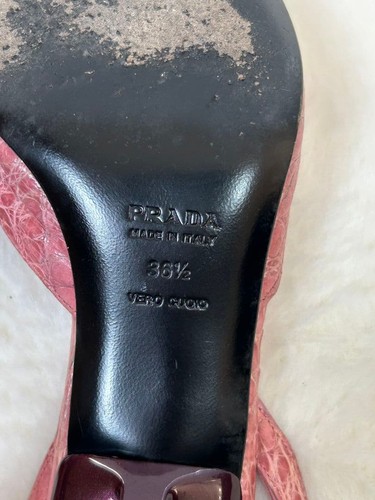 PRADA
MADE IN ITALY
36½
VERO CUOIO